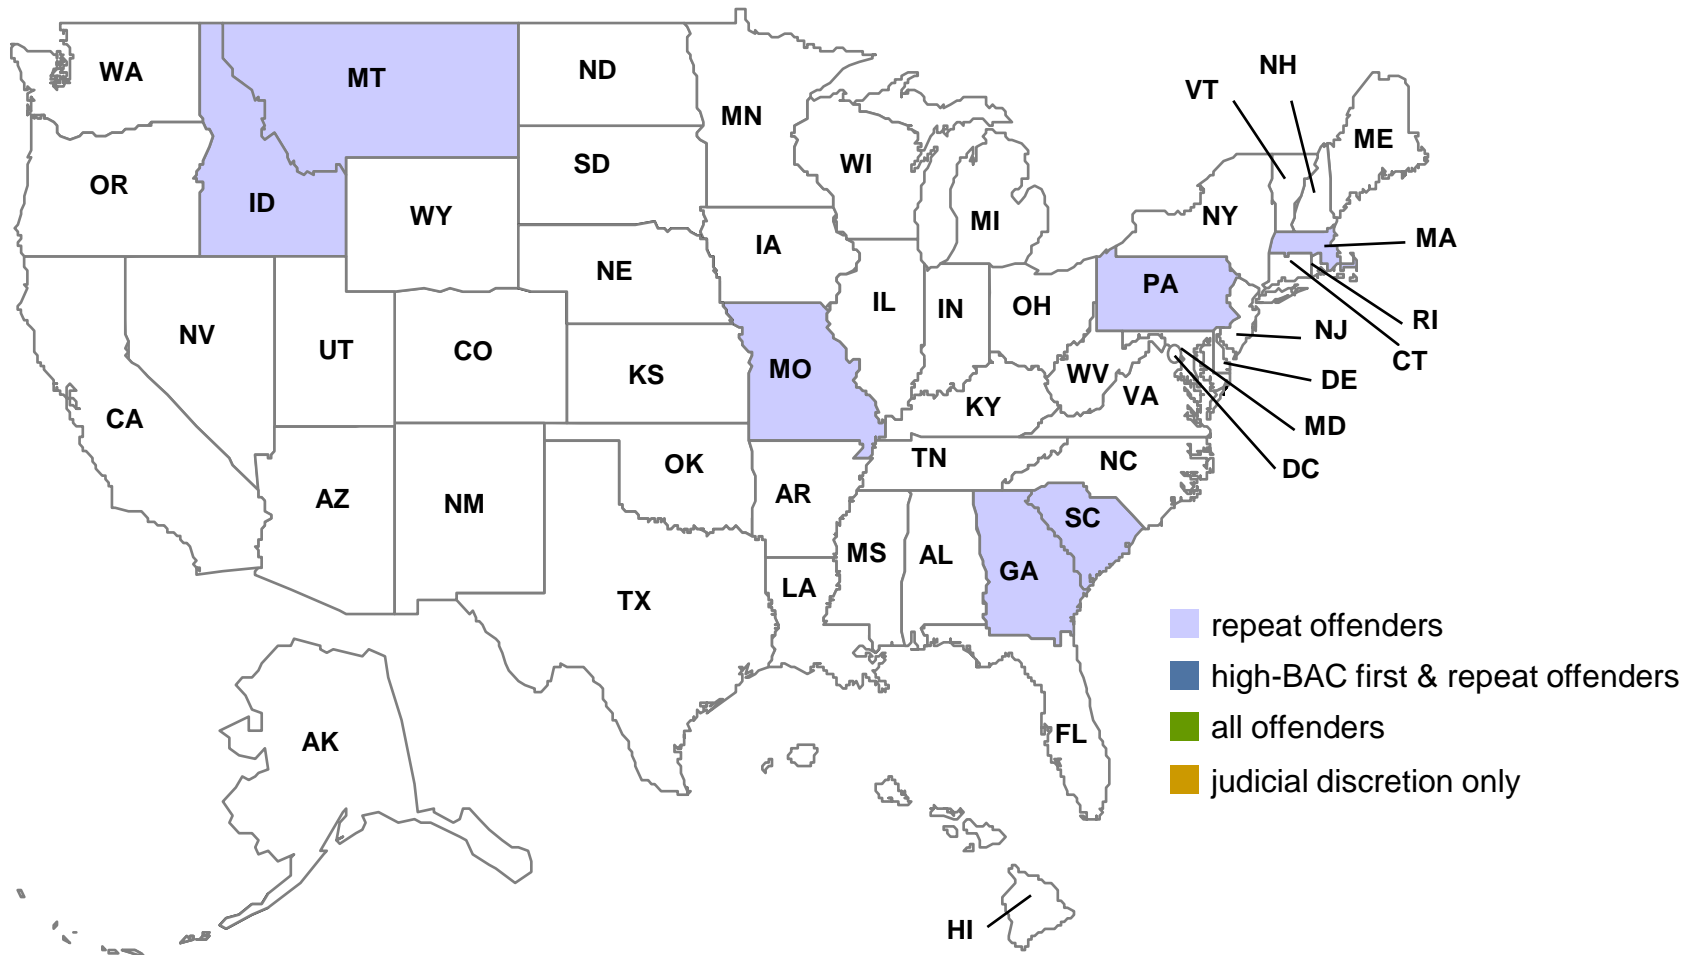 WA
MT
ND
MN
VT
NH
ME
OR
ID
SD
WI
WY
MI
NY
MA
IA
NE
PA
NV
UT
CO
IL
IN
OH
NJ
RI
CT
KS
MO
WV
DE
CA
KY
VA
MD
DC
AZ
NM
OK
AR
TN
NC
SC
MS
AL
GA
TX
LA
AK
FL
HI
repeat offenders
high-BAC first & repeat offenders
all offenders
judicial discretion only